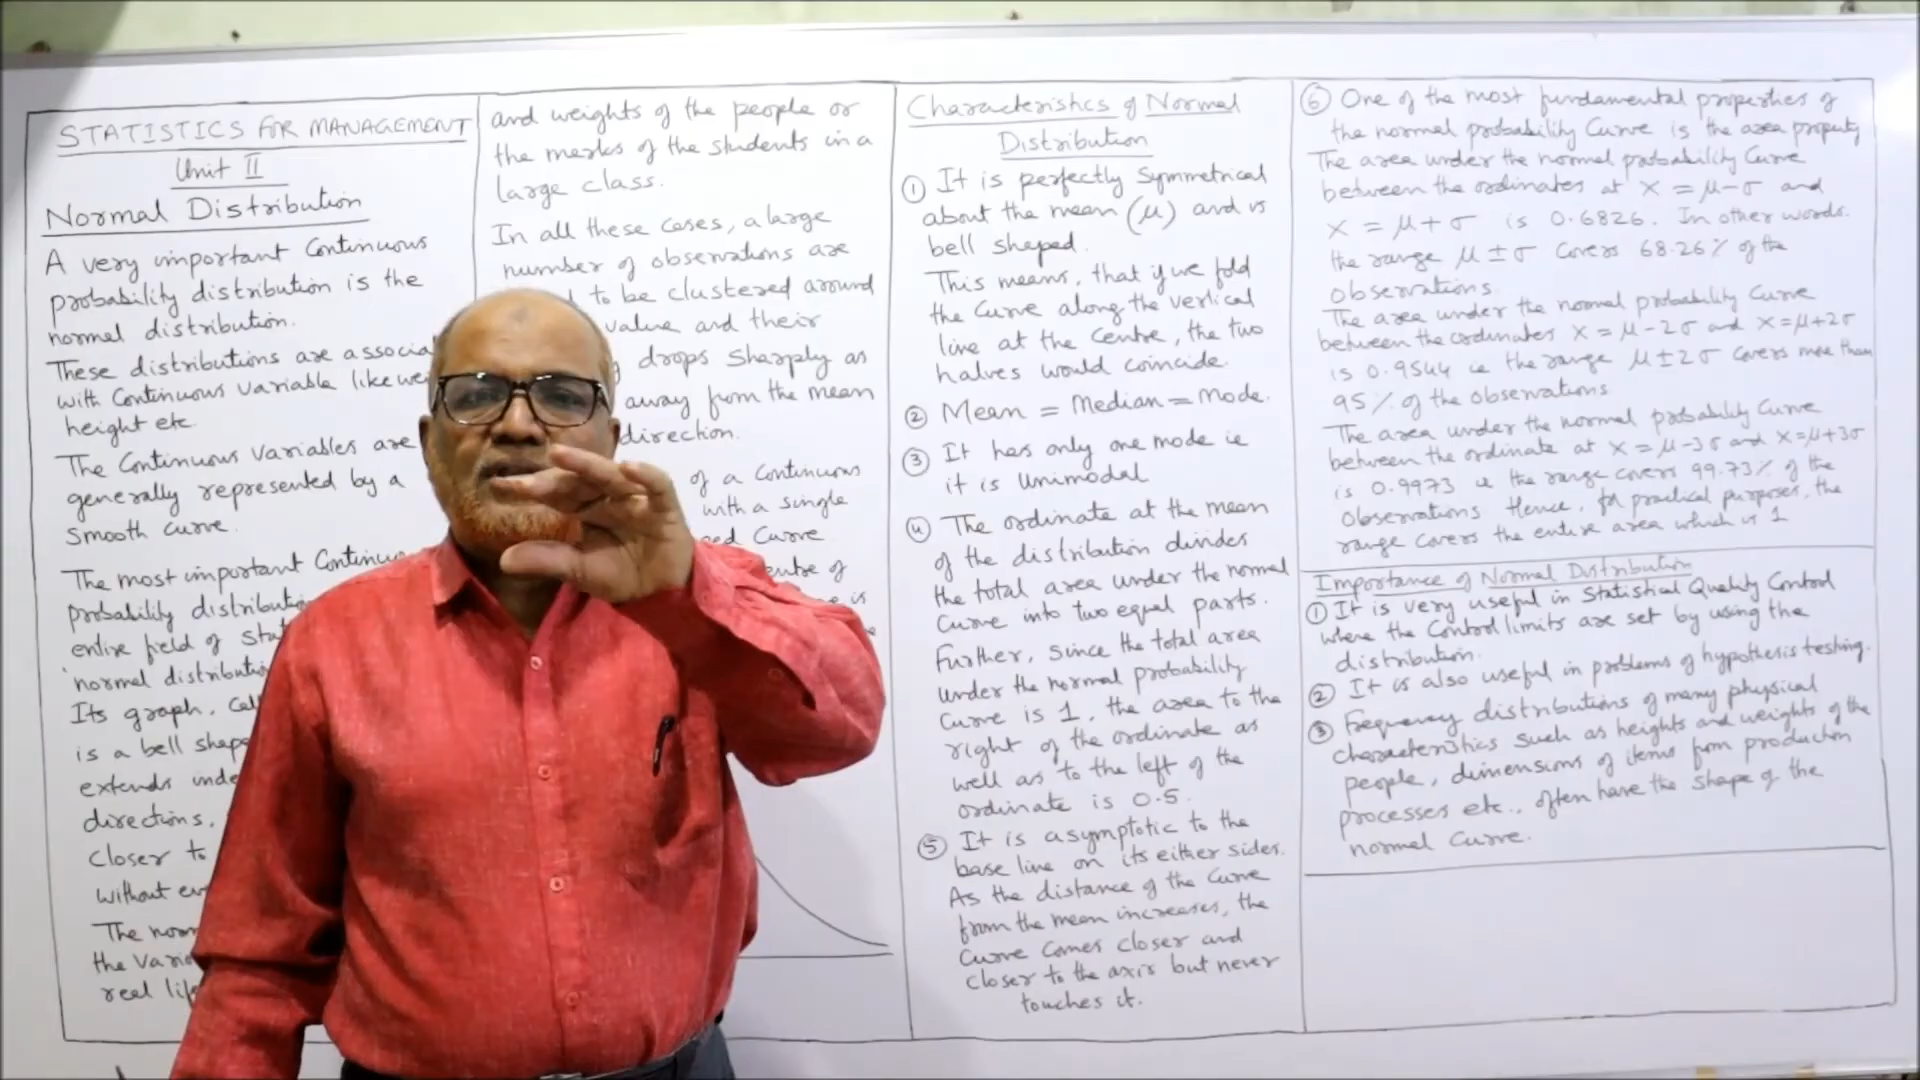 STATISTICS FOR MANAGEMENT
Unit II
Normal Distribution
A very important Continuous
probability distribution is the
normal distribution.
These distributions are associa
with Continuous variable like
height etc.
The Continuous variables are
generally represented by a
Smooth curve.
The most important Continu
probability distributi
entire field of
normal distributi
Its graph,
is a bell shap
extends
directions,
Closer to
without
The
the
real
and weights of the people or
the marks of the students in a
large class.
In all these cases, a large
number of observations are
to be clustered around
value and their
drops sharply as
away from the mean
direction.
of a Continuous
with a single
Curve
of
is
Characteristics of Normal
Distribution
① It is perfectly symmetrical
about the mean (μ) and is
bell shaped.
This means, that if we fold
the Curve along the vertical
line at the Centre, the two
halves would coincide.
② Mean = Median = Mode.
③ It has only one mode ie
it is Unimodal
④ The ordinate at the mean
of the distribution divides
the total area under the normal
Curve into two equal parts.
Further, Since the total area
under the normal probability
Curve is 1, the area to the
right of the ordinate as
well as to the left of the
ordinate is 0.5.
⑤ It is asymptotic to the
base line on its either sides.
As the distance of the Curve
from the mean increases, the
Curve Comes Closer and
Closer to the axis but never
touches it.
⑥ One of the most fundamental properties of
the normal probability Curve is the area property
The area under the normal probability Curve
between the ordinates at X = μ-σ and
X = μ+σ is 0.6826. In other words.
the range μ±σ Covers 68.26% of the
observations.
The area under the normal probability Curve
between the ordinates X = μ-2σ and X=μ+2σ
is 0.9544 ie the range μ±2σ Covers more than
95% of the observations.
The area under the normal probability Curve
between the ordinate at X = μ-3σ and X=μ+3σ
is 0.9973 ie the range covers 99.73% of the
Observations Hence, for practical purposes, the
range covers the entire area which is 1
Importance of Normal Distribution
① It is very useful in Statistical Quality Control
where the Control limits are set by using the
distribution.
② It is also useful in problems of hypothesis testing.
③ Frequency distributions of many physical
characteristics such as heights and weights of the
people, dimensions of items from production
processes etc., often have the shape of the
normal Curve.